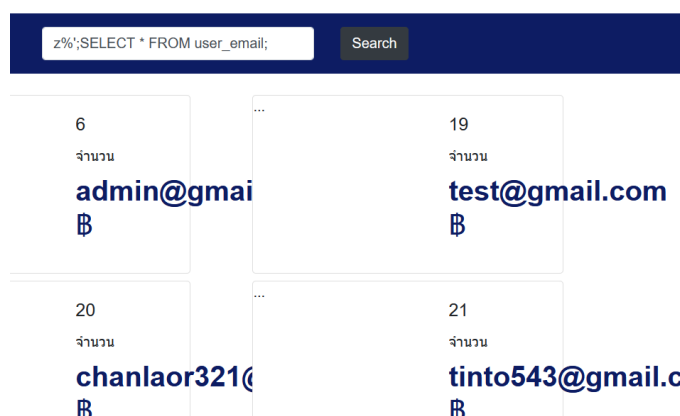 z%';SELECT * FROM user_email; Search
...
6
จำนวน
admin@gmai
฿
19
จำนวน
test@gmail.com
฿
...
20
จำนวน
chanlaor321@
฿
21
จำนวน
tinto543@gmail.c
฿